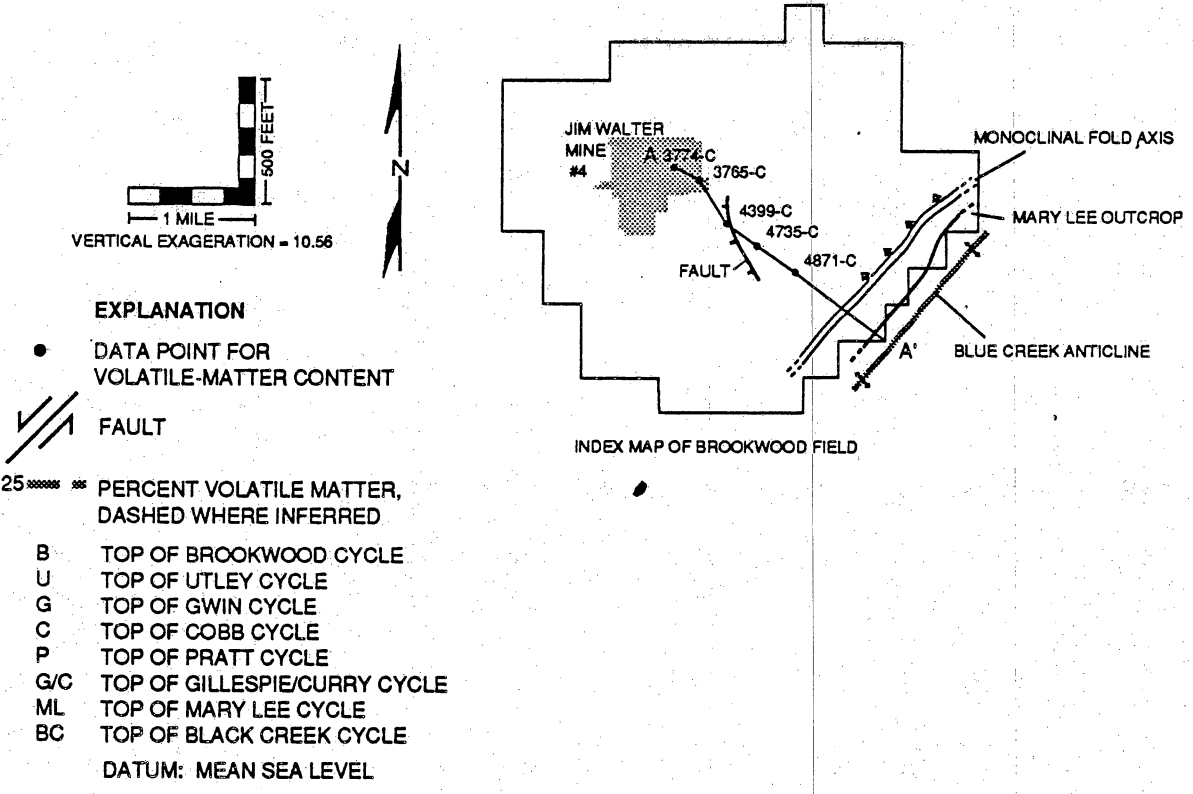 500 FEET
1 MILE
VERTICAL EXAGERATION = 10.56
N
EXPLANATION
DATA POINT FOR
VOLATILE-MATTER CONTENT
FAULT
25
PERCENT VOLATILE MATTER,
DASHED WHERE INFERRED
B TOP OF BROOKWOOD CYCLE
U TOP OF UTLEY CYCLE
G TOP OF GWIN CYCLE
C TOP OF COBB CYCLE
P TOP OF PRATT CYCLE
G/C TOP OF GILLESPIE/CURRY CYCLE
ML TOP OF MARY LEE CYCLE
BC TOP OF BLACK CREEK CYCLE
DATUM: MEAN SEA LEVEL
JIM WALTER
MINE
#4
A 3774-C
3765-C
4399-C
4735-C
4871-C
FAULT
MONOCLINAL FOLD AXIS
MARY LEE OUTCROP
BLUE CREEK ANTICLINE
A'
INDEX MAP OF BROOKWOOD FIELD